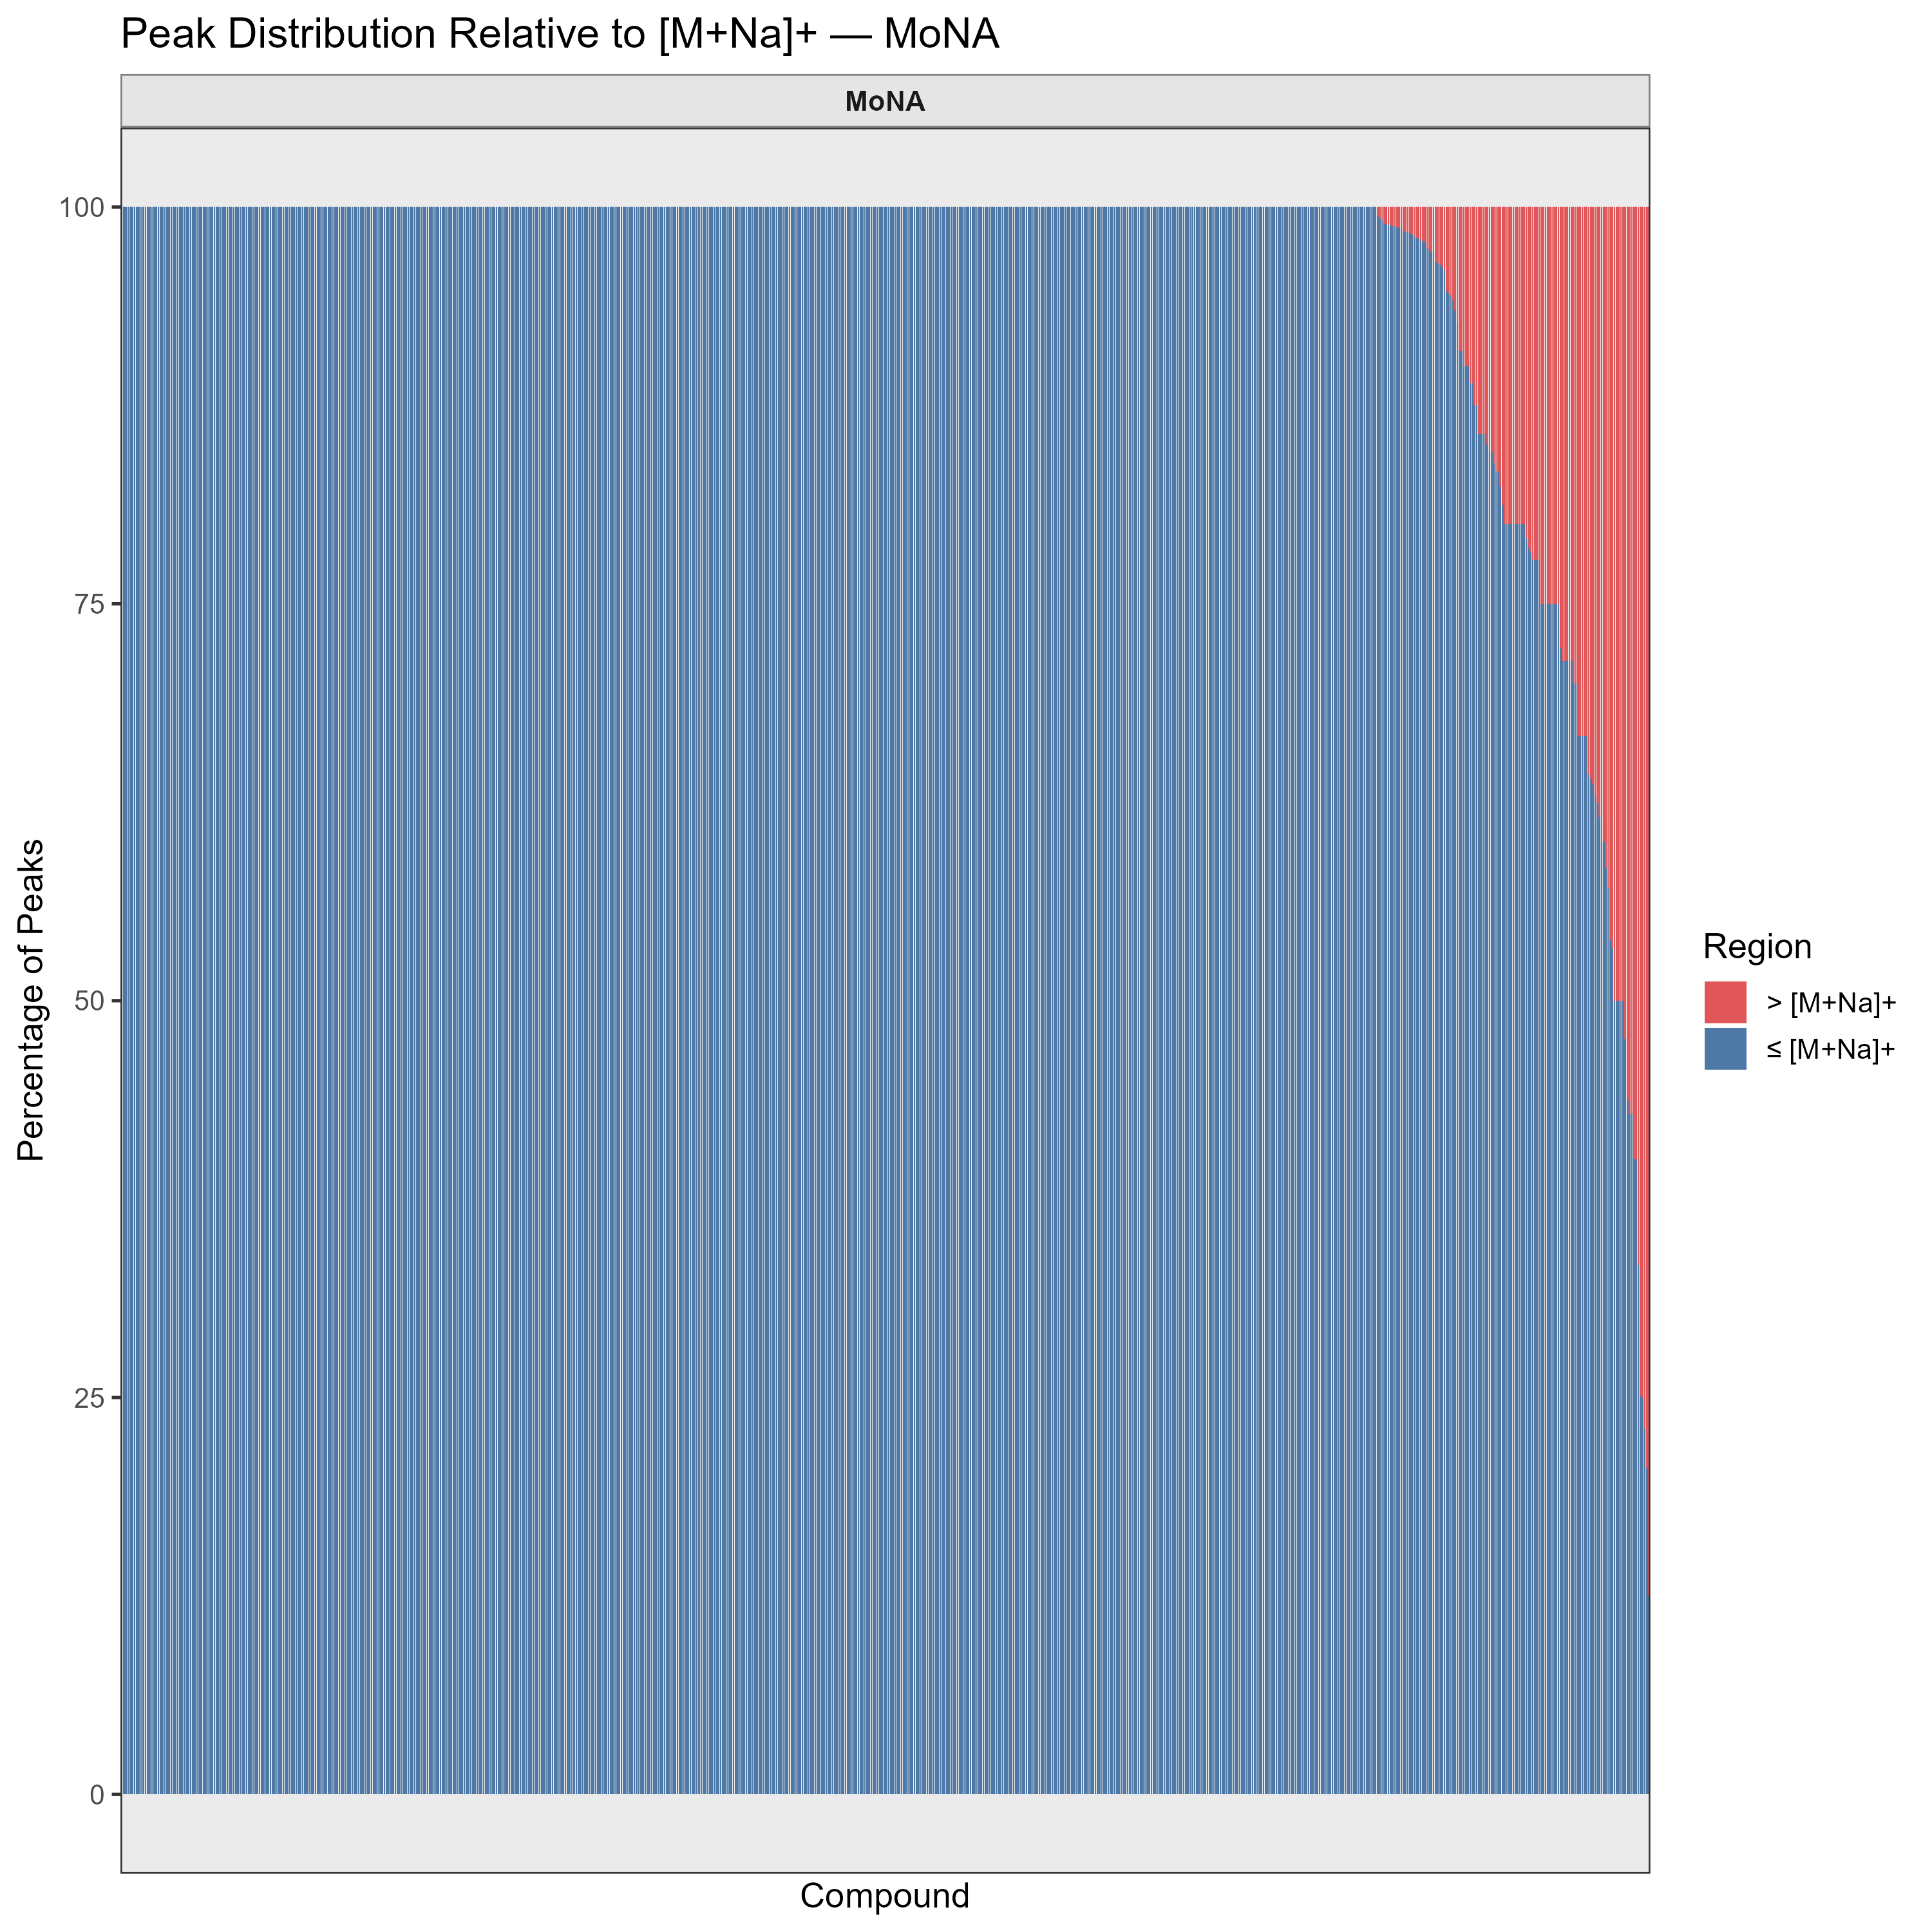 Peak Distribution Relative to [M+Na]+ — MoNA
MoNA
100
75
50
25
0
Percentage of Peaks
Compound
Region
> [M+Na]+
≤ [M+Na]+